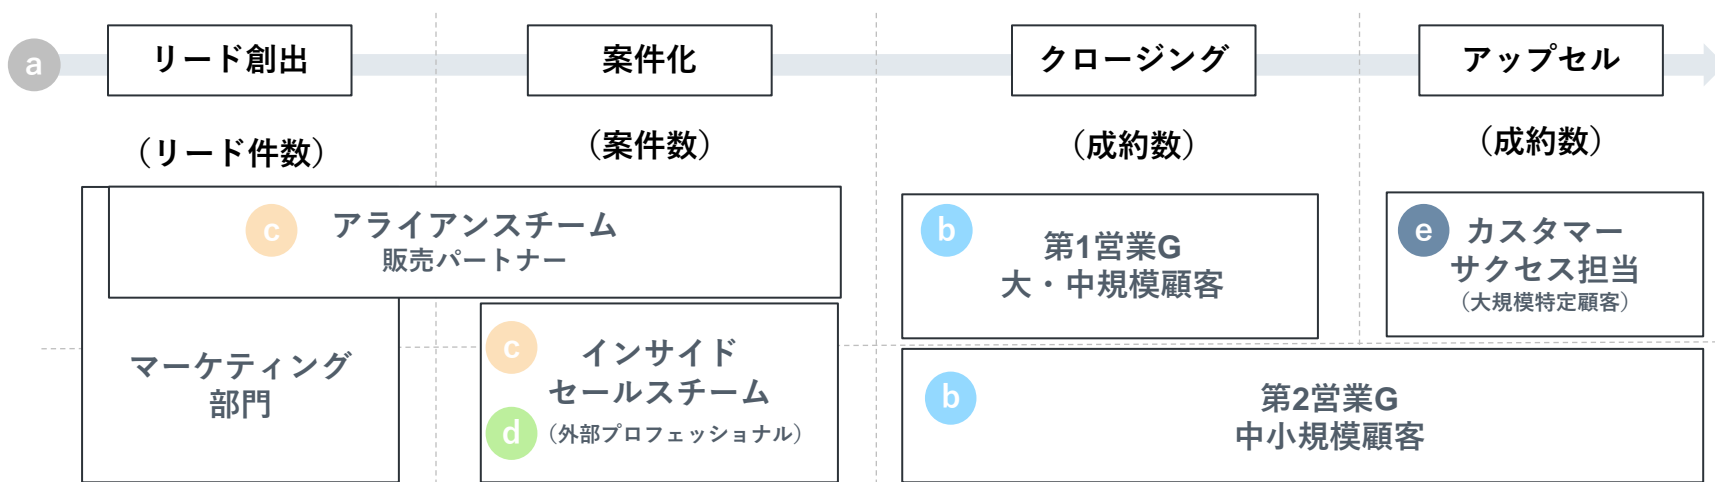 a
リード創出
案件化
クロージング
アップセル
（リード件数）
（案件数）
（成約数）
（成約数）
c
アライアンスチーム
販売パートナー
マーケティング
部門
c
インサイド
セールスチーム
d
（外部プロフェッショナル）
b
第1営業G
大・中規模顧客
e
カスタマー
サクセス担当
（大規模特定顧客）
b
第2営業G
中小規模顧客